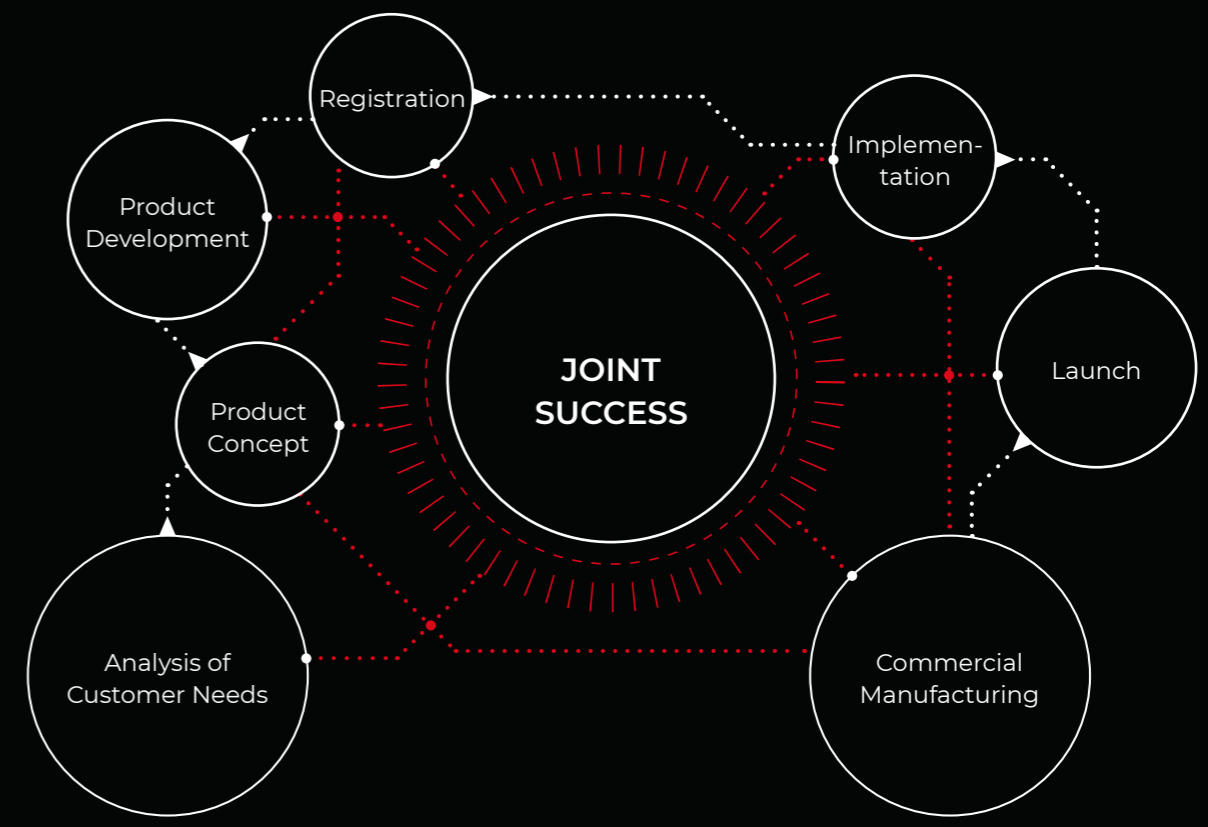 Registration
Implemen-
tation
Product
Development
JOINT
SUCCESS
Launch
Product
Concept
Analysis of
Customer Needs
Commercial
Manufacturing